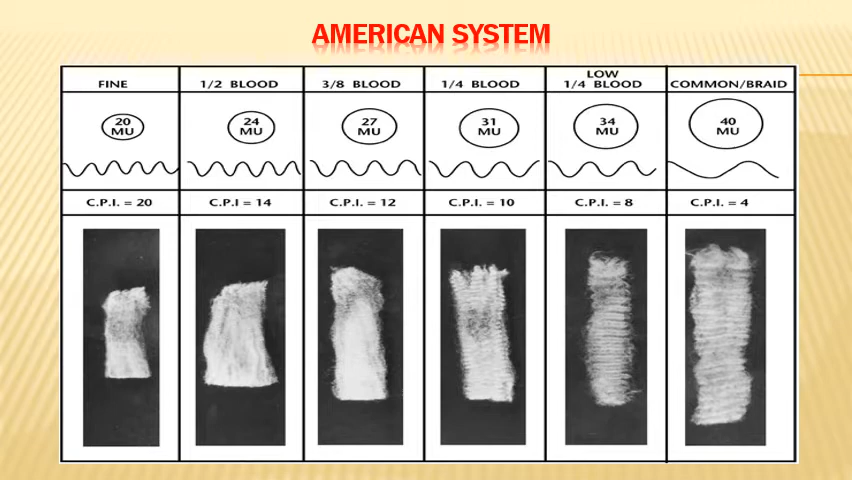 AMERICAN SYSTEM
FINE
1/2 BLOOD
3/8 BLOOD
1/4 BLOOD
LOW
1/4 BLOOD
COMMON/BRAID
20
MU
24
MU
27
MU
31
MU
34
MU
40
MU
C.P.I. = 20
C.P.I = 14
C.P.I. = 12
C.P.I. = 10
C.P.I. = 8
C.P.I. = 4